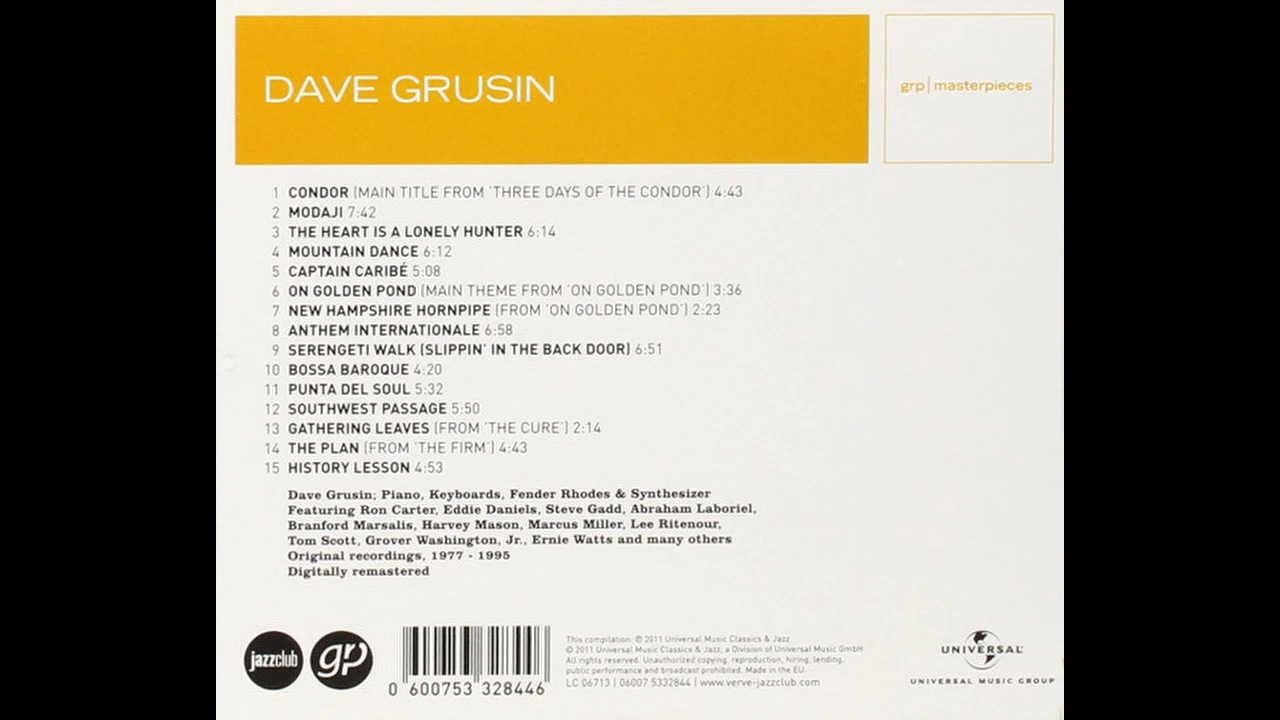 DAVE GRUSIN
grp|masterpieces
1 CONDOR (MAIN TITLE FROM 'THREE DAYS OF THE CONDOR') 4:43
2 MODAJI 7:42
3 THE HEART IS A LONELY HUNTER 6:14
4 MOUNTAIN DANCE 6:12
5 CAPTAIN CARIBÉ 5:08
6 ON GOLDEN POND (MAIN THEME FROM 'ON GOLDEN POND') 3:36
7 NEW HAMPSHIRE HORNPIPE (FROM 'ON GOLDEN POND') 2:23
8 ANTHEM INTERNATIONALE 6:58
9 SERENGETI WALK (SLIPPIN' IN THE BACK DOOR) 6:51
10 BOSSA BAROQUE 4:20
11 PUNTA DEL SOUL 5:32
12 SOUTHWEST PASSAGE 5:50
13 GATHERING LEAVES (FROM 'THE CURE') 2:14
14 THE PLAN (FROM 'THE FIRM') 4:43
15 HISTORY LESSON 4:53
Dave Grusin; Piano, Keyboards, Fender Rhodes & Synthesizer
Featuring Ron Carter, Eddie Daniels, Steve Gadd, Abraham Laboriel,
Branford Marsalis, Harvey Mason, Marcus Miller, Lee Ritenour,
Tom Scott, Grover Washington, Jr., Ernie Watts and many others
Original recordings, 1977 - 1995
Digitally remastered
jazzclub
grp
0 600753 328446
This compilation: ℗ 2011 Universal Music Classics & Jazz
© 2011 Universal Music Classics & Jazz, a Division of Universal Music GmbH
All rights reserved. Unauthorized copying, reproduction, hiring, lending,
public performance and broadcast prohibited. Made in the EU.
LC 06713 | 06007 5332844 | www.verve-jazzclub.com
UNIVERSAL
UNIVERSAL MUSIC GROUP